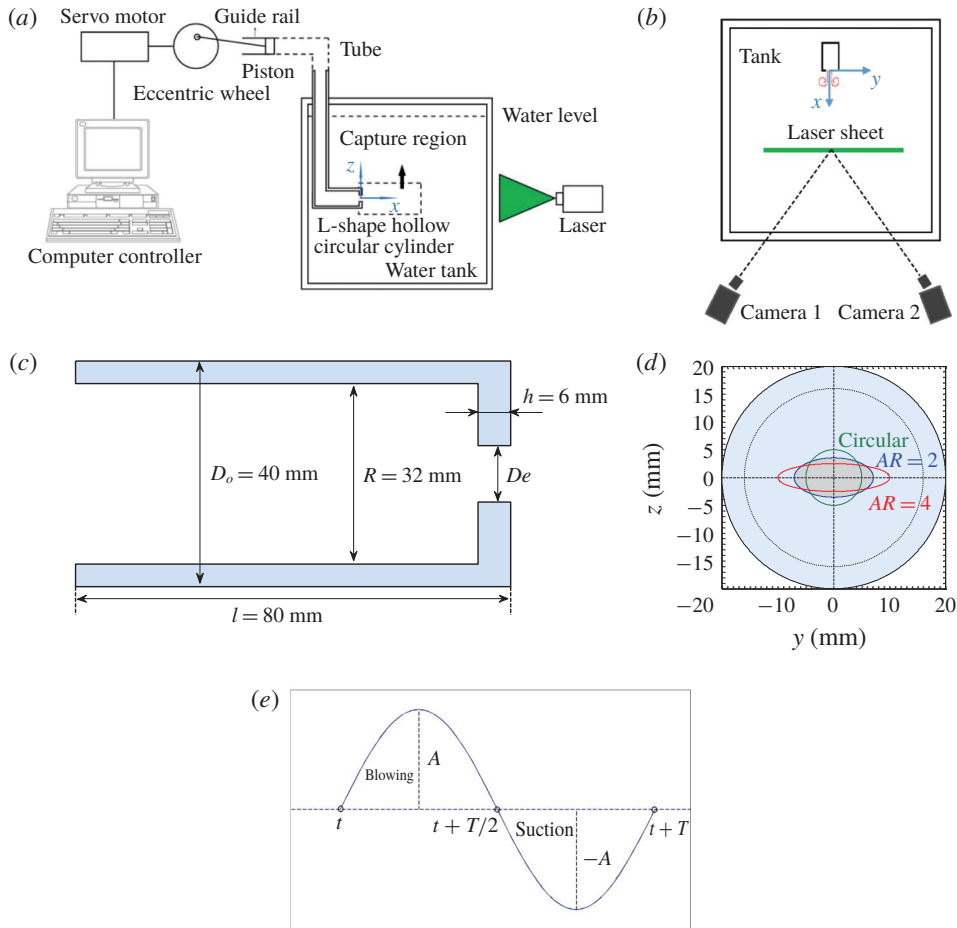 (a)
Servo motor
Guide rail
Tube
Piston
Eccentric wheel
Water level
Capture region
z
x
L-shape hollow
circular cylinder
Water tank
Laser
Computer controller
(b)
Tank
y
x
Laser sheet
Camera 1
Camera 2
(c)
h = 6 mm
D_o = 40 mm
R = 32 mm
De
l = 80 mm
(d)
20
15
10
5
0
−5
−10
−15
−20
z (mm)
Circular
AR = 2
AR = 4
−20
−10
0
10
20
y (mm)
(e)
Blowing
A
t
t + T/2
Suction
t + T
−A